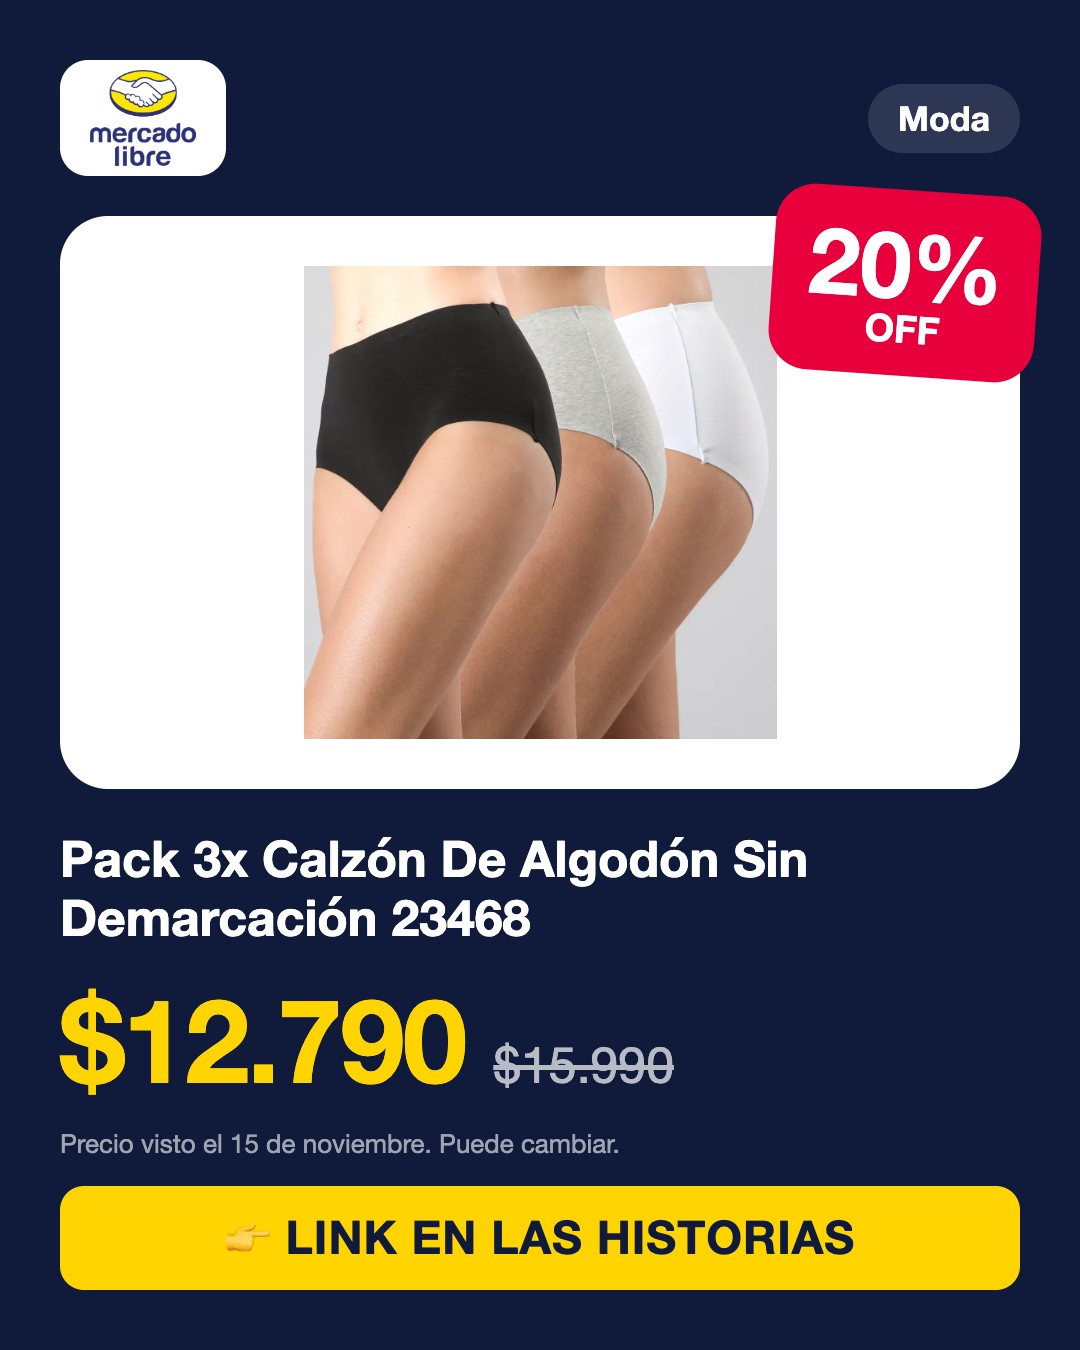 mercado
libre
Moda
20%
OFF
Pack 3x Calzón De Algodón Sin
Demarcación 23468
$12.790 $15.990
Precio visto el 15 de noviembre. Puede cambiar.
👉 LINK EN LAS HISTORIAS